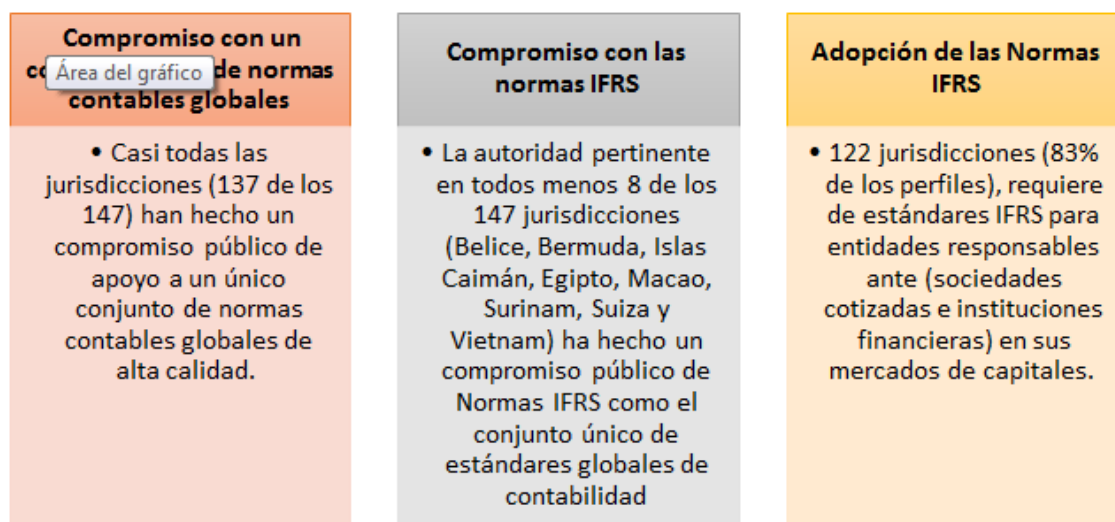 Compromiso con un
co de normas
Área del gráfico
contables globales
• Casi todas las
jurisdicciones (137 de los
147) han hecho un
compromiso público de
apoyo a un único
conjunto de normas
contables globales de
alta calidad.
Compromiso con las
normas IFRS
• La autoridad pertinente
en todos menos 8 de los
147 jurisdicciones
(Belice, Bermuda, Islas
Caimán, Egipto, Macao,
Surinam, Suiza y
Vietnam) ha hecho un
compromiso público de
Normas IFRS como el
conjunto único de
estándares globales de
contabilidad
Adopción de las Normas
IFRS
• 122 jurisdicciones (83%
de los perfiles), requiere
de estándares IFRS para
entidades responsables
ante (sociedades
cotizadas e instituciones
financieras) en sus
mercados de capitales.